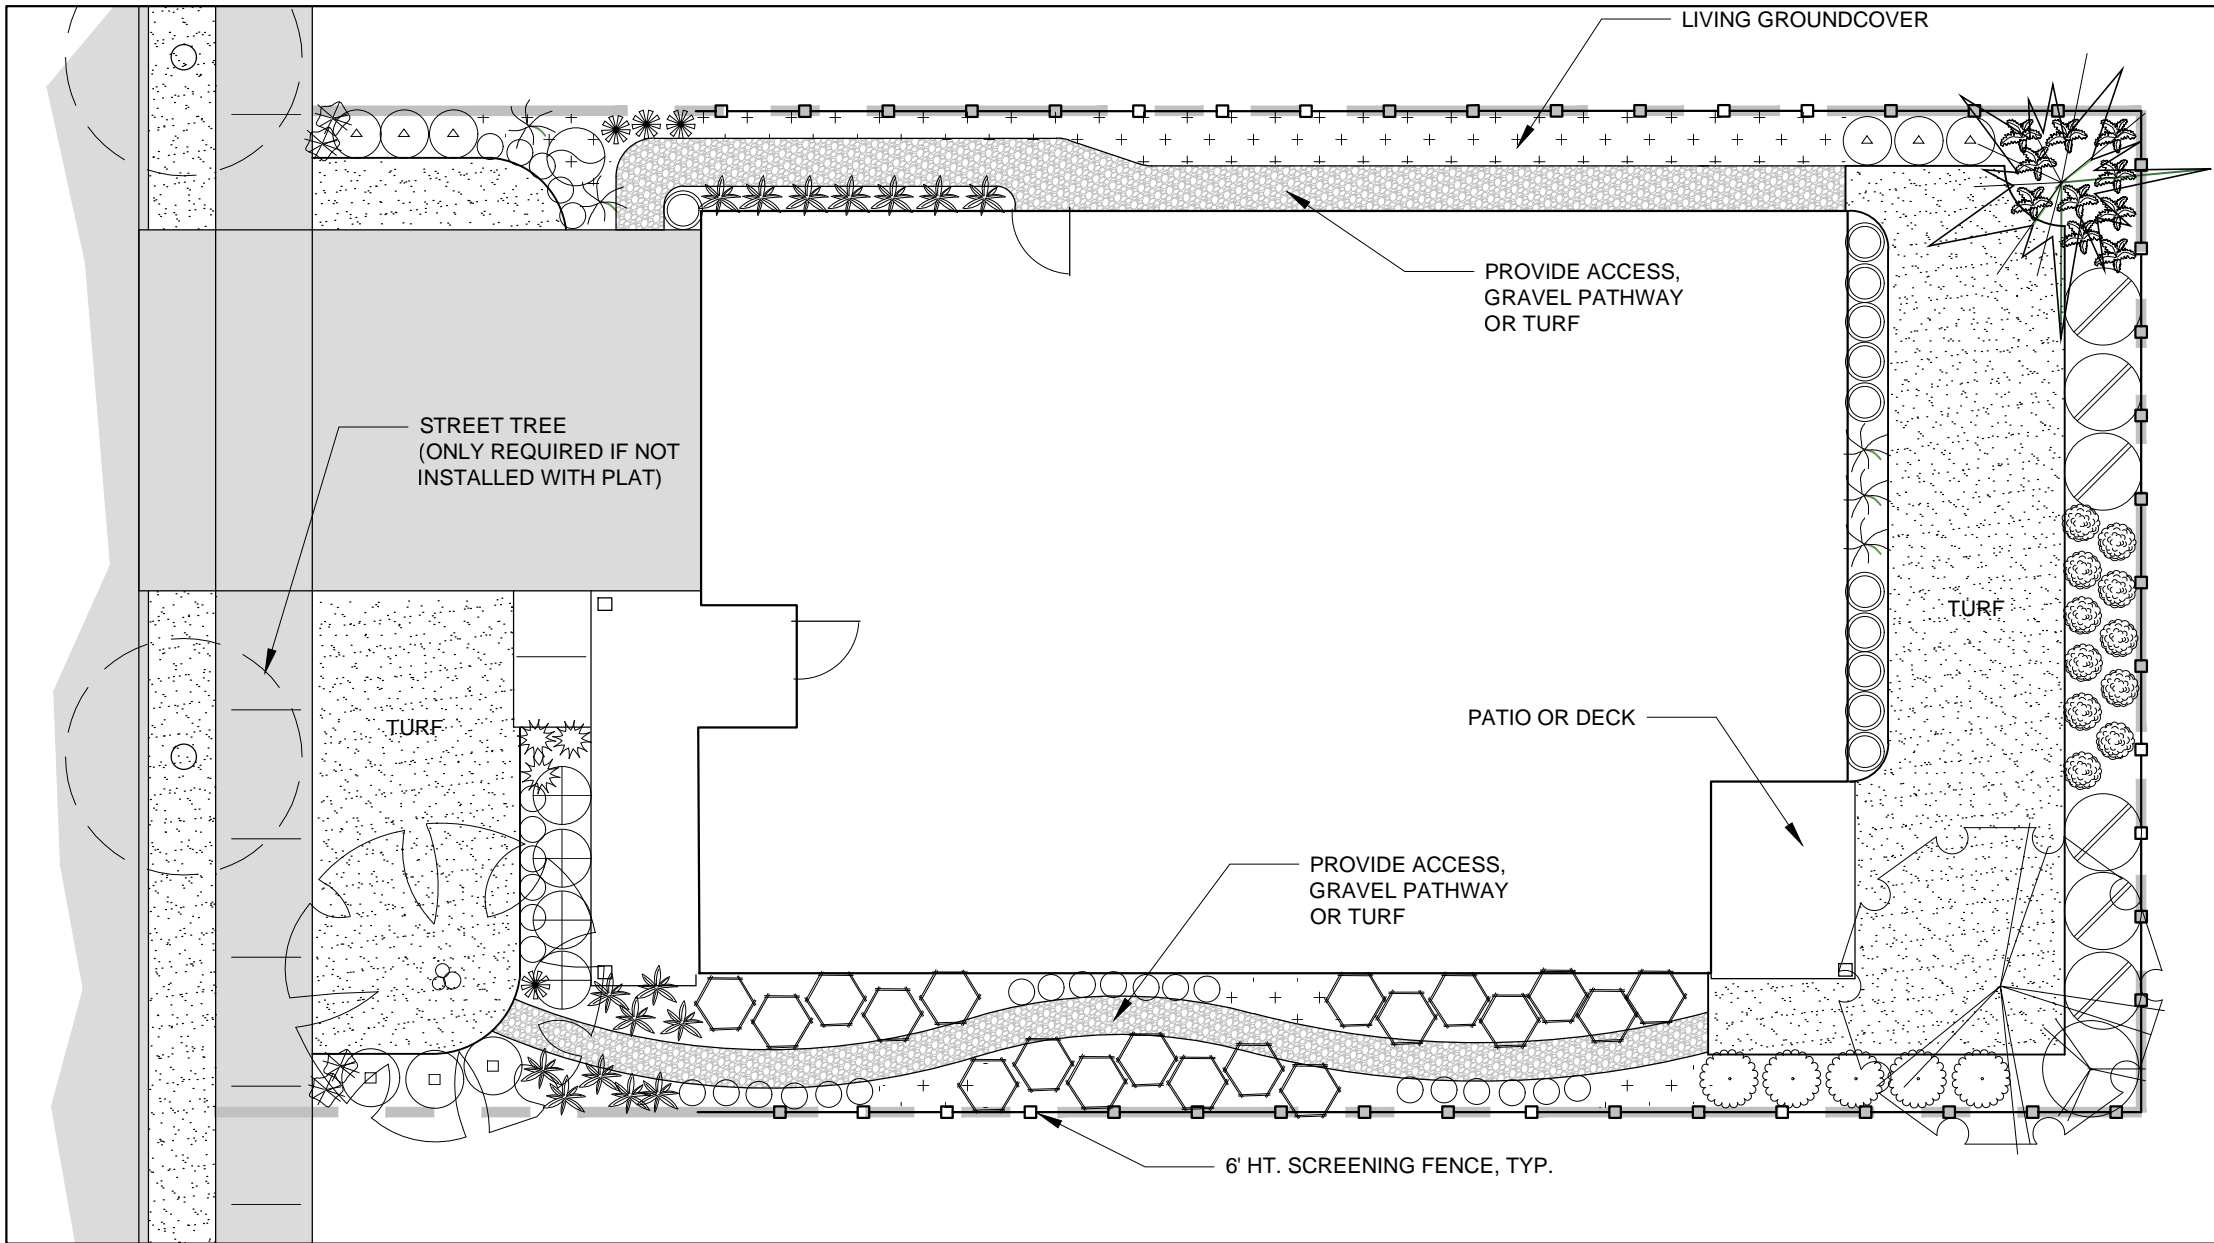 LIVING GROUNDCOVER
PROVIDE ACCESS,
GRAVEL PATHWAY
OR TURF
STREET TREE
(ONLY REQUIRED IF NOT
INSTALLED WITH PLAT)
TURF
TURF
PATIO OR DECK
PROVIDE ACCESS,
GRAVEL PATHWAY
OR TURF
6' HT. SCREENING FENCE, TYP.